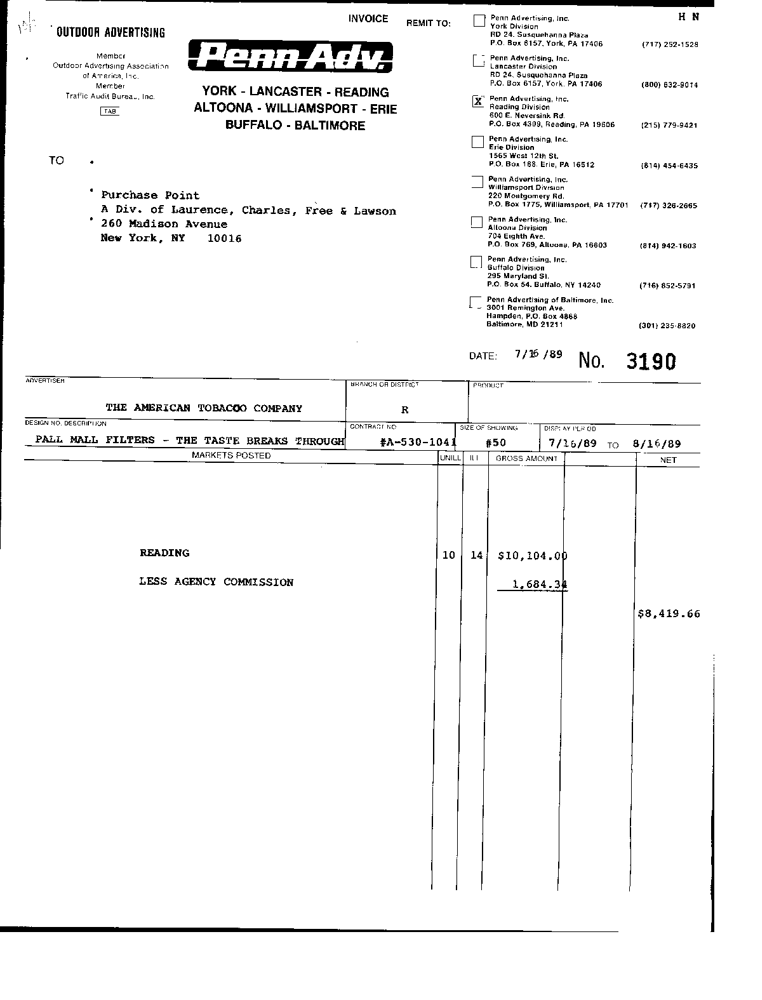 INVOICE
REMIT TO:
H N
OUTDOOR ADVERTISING
Member
Outdoor Advertising Association
of America, Inc.
Member
Traffic Audit Bureau, Inc.
TAB
Penn Adv.
YORK - LANCASTER - READING
ALTOONA - WILLIAMSPORT - ERIE
BUFFALO - BALTIMORE
Penn Advertising, Inc.
York Division
RD 24, Susquehanna Plaza
P.O. Box 6157, York, PA 17406 (717) 252-1528
Penn Advertising, Inc.
Lancaster Division
RD 24, Susquehanna Plaza
P.O. Box 6157, York, PA 17406 (800) 632-9014
X Penn Advertising, Inc.
Reading Division
600 E. Neversink Rd.
P.O. Box 4309, Reading, PA 19606 (215) 779-9421
Penn Advertising, Inc.
Erie Division
1565 West 12th St.
P.O. Box 188, Erie, PA 16512 (814) 454-6435
Penn Advertising, Inc.
Williamsport Division
220 Montgomery Rd.
P.O. Box 1775, Williamsport, PA 17701 (717) 326-2665
Penn Advertising, Inc.
Altoona Division
704 Eighth Ave.
P.O. Box 769, Altoona, PA 16603 (814) 942-1603
Penn Advertising, Inc.
Buffalo Division
295 Maryland St.
P.O. Box 54, Buffalo, NY 14240 (716) 852-5791
Penn Advertising of Baltimore, Inc.
3001 Remington Ave.
Hampden, P.O. Box 4868
Baltimore, MD 21211 (301) 235-8820
TO
Purchase Point
A Div. of Laurence, Charles, Free & Lawson
260 Madison Avenue
New York, NY 10016
DATE: 7/16/89 No. 3190
ADVERTISER
BRANCH OR DISTRICT
PRODUCT
THE AMERICAN TOBACCO COMPANY
R
DESIGN NO. DESCRIPTION
CONTRACT NO
SIZE OF SHOWING
DISPLAY PERIOD
PALL MALL FILTERS - THE TASTE BREAKS THROUGH
#A-530-1041
#50
7/16/89 TO 8/16/89
MARKETS POSTED
UNILL
ILL
GROSS AMOUNT
NET
READING 10 14 $10,104.00
LESS AGENCY COMMISSION 1,684.34
$8,419.66